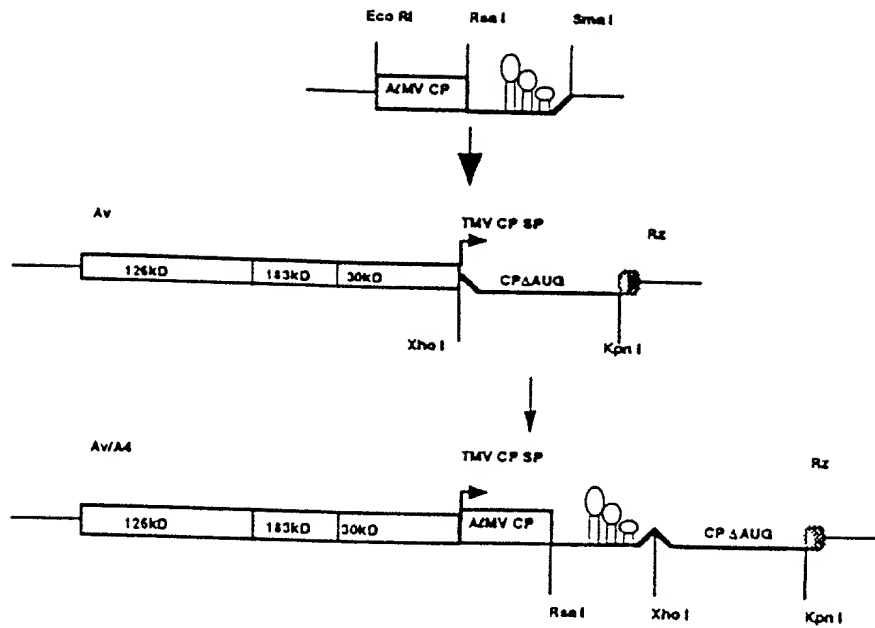 Eco RI Rsa I Sma I
AlMV CP
Av
TMV CP SP
Rz
126kD 183kD 30kD CPΔAUG
Xho I Kpn I
Av/A4
TMV CP SP
Rz
126kD 183kD 30kD AlMV CP CP ΔAUG
Rsa I Xho I Kpn I